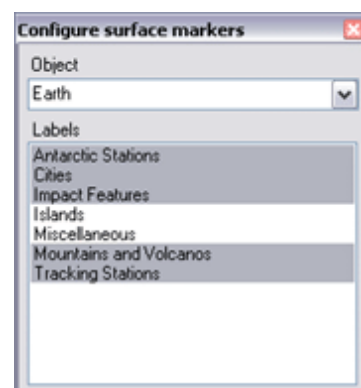 Configure surface markers
Object
Earth
Labels
Antarctic Stations
Cities
Impact Features
Islands
Miscellaneous
Mountains and Volcanos
Tracking Stations